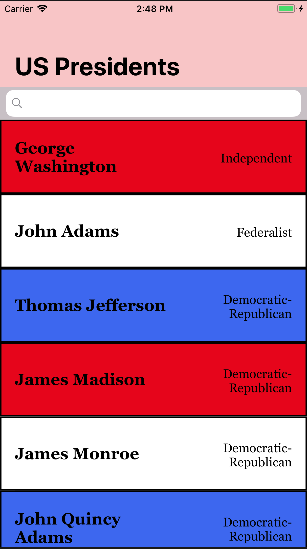 Carrier 2:48 PM
US Presidents
George
Washington
Independent
John Adams
Federalist
Thomas Jefferson
Democratic-
Republican
James Madison
Democratic-
Republican
James Monroe
Democratic-
Republican
John Quincy
Adams
Democratic-
Republican